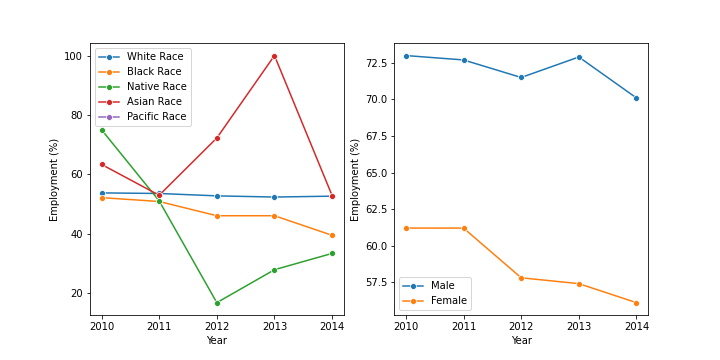 White Race
Black Race
Native Race
Asian Race
Pacific Race
100
80
60
40
20
Employment (%)
2010 2011 2012 2013 2014
Year
72.5
70.0
67.5
65.0
62.5
60.0
57.5
Employment (%)
Male
Female
2010 2011 2012 2013 2014
Year